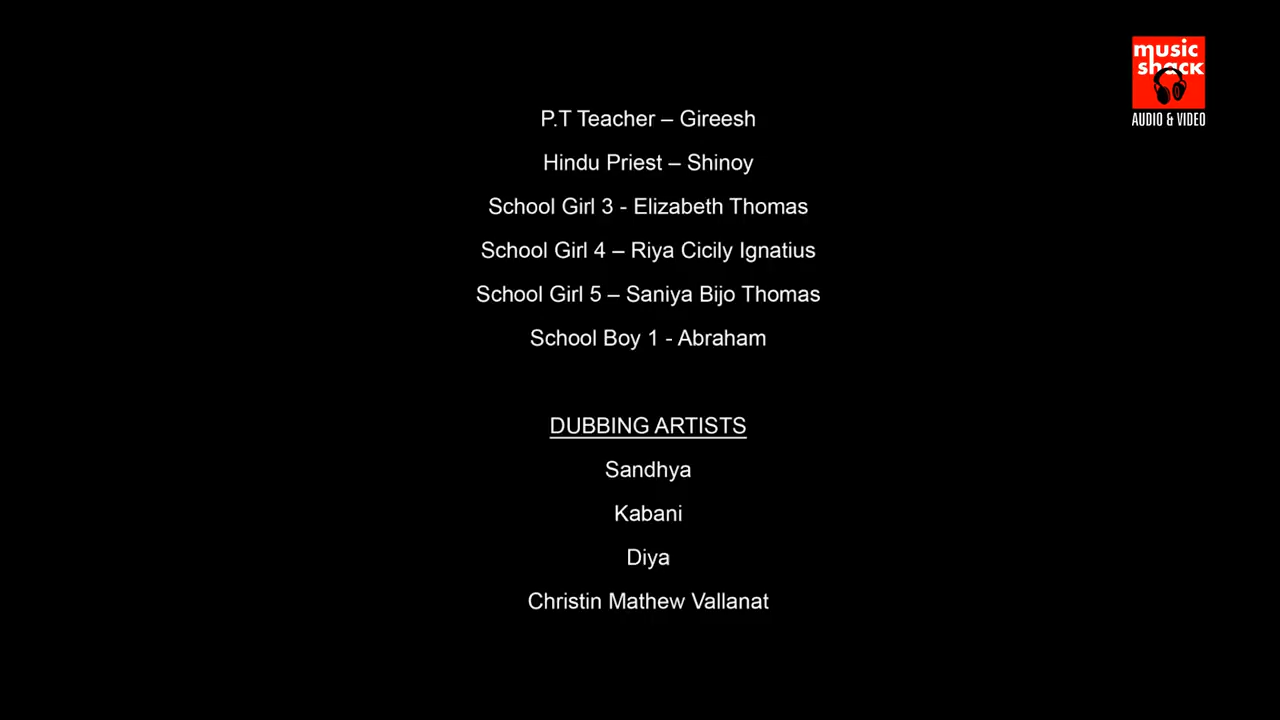 music
shack
AUDIO & VIDEO
P.T Teacher – Gireesh
Hindu Priest – Shinoy
School Girl 3 - Elizabeth Thomas
School Girl 4 – Riya Cicily Ignatius
School Girl 5 – Saniya Bijo Thomas
School Boy 1 - Abraham
DUBBING ARTISTS
Sandhya
Kabani
Diya
Christin Mathew Vallanat